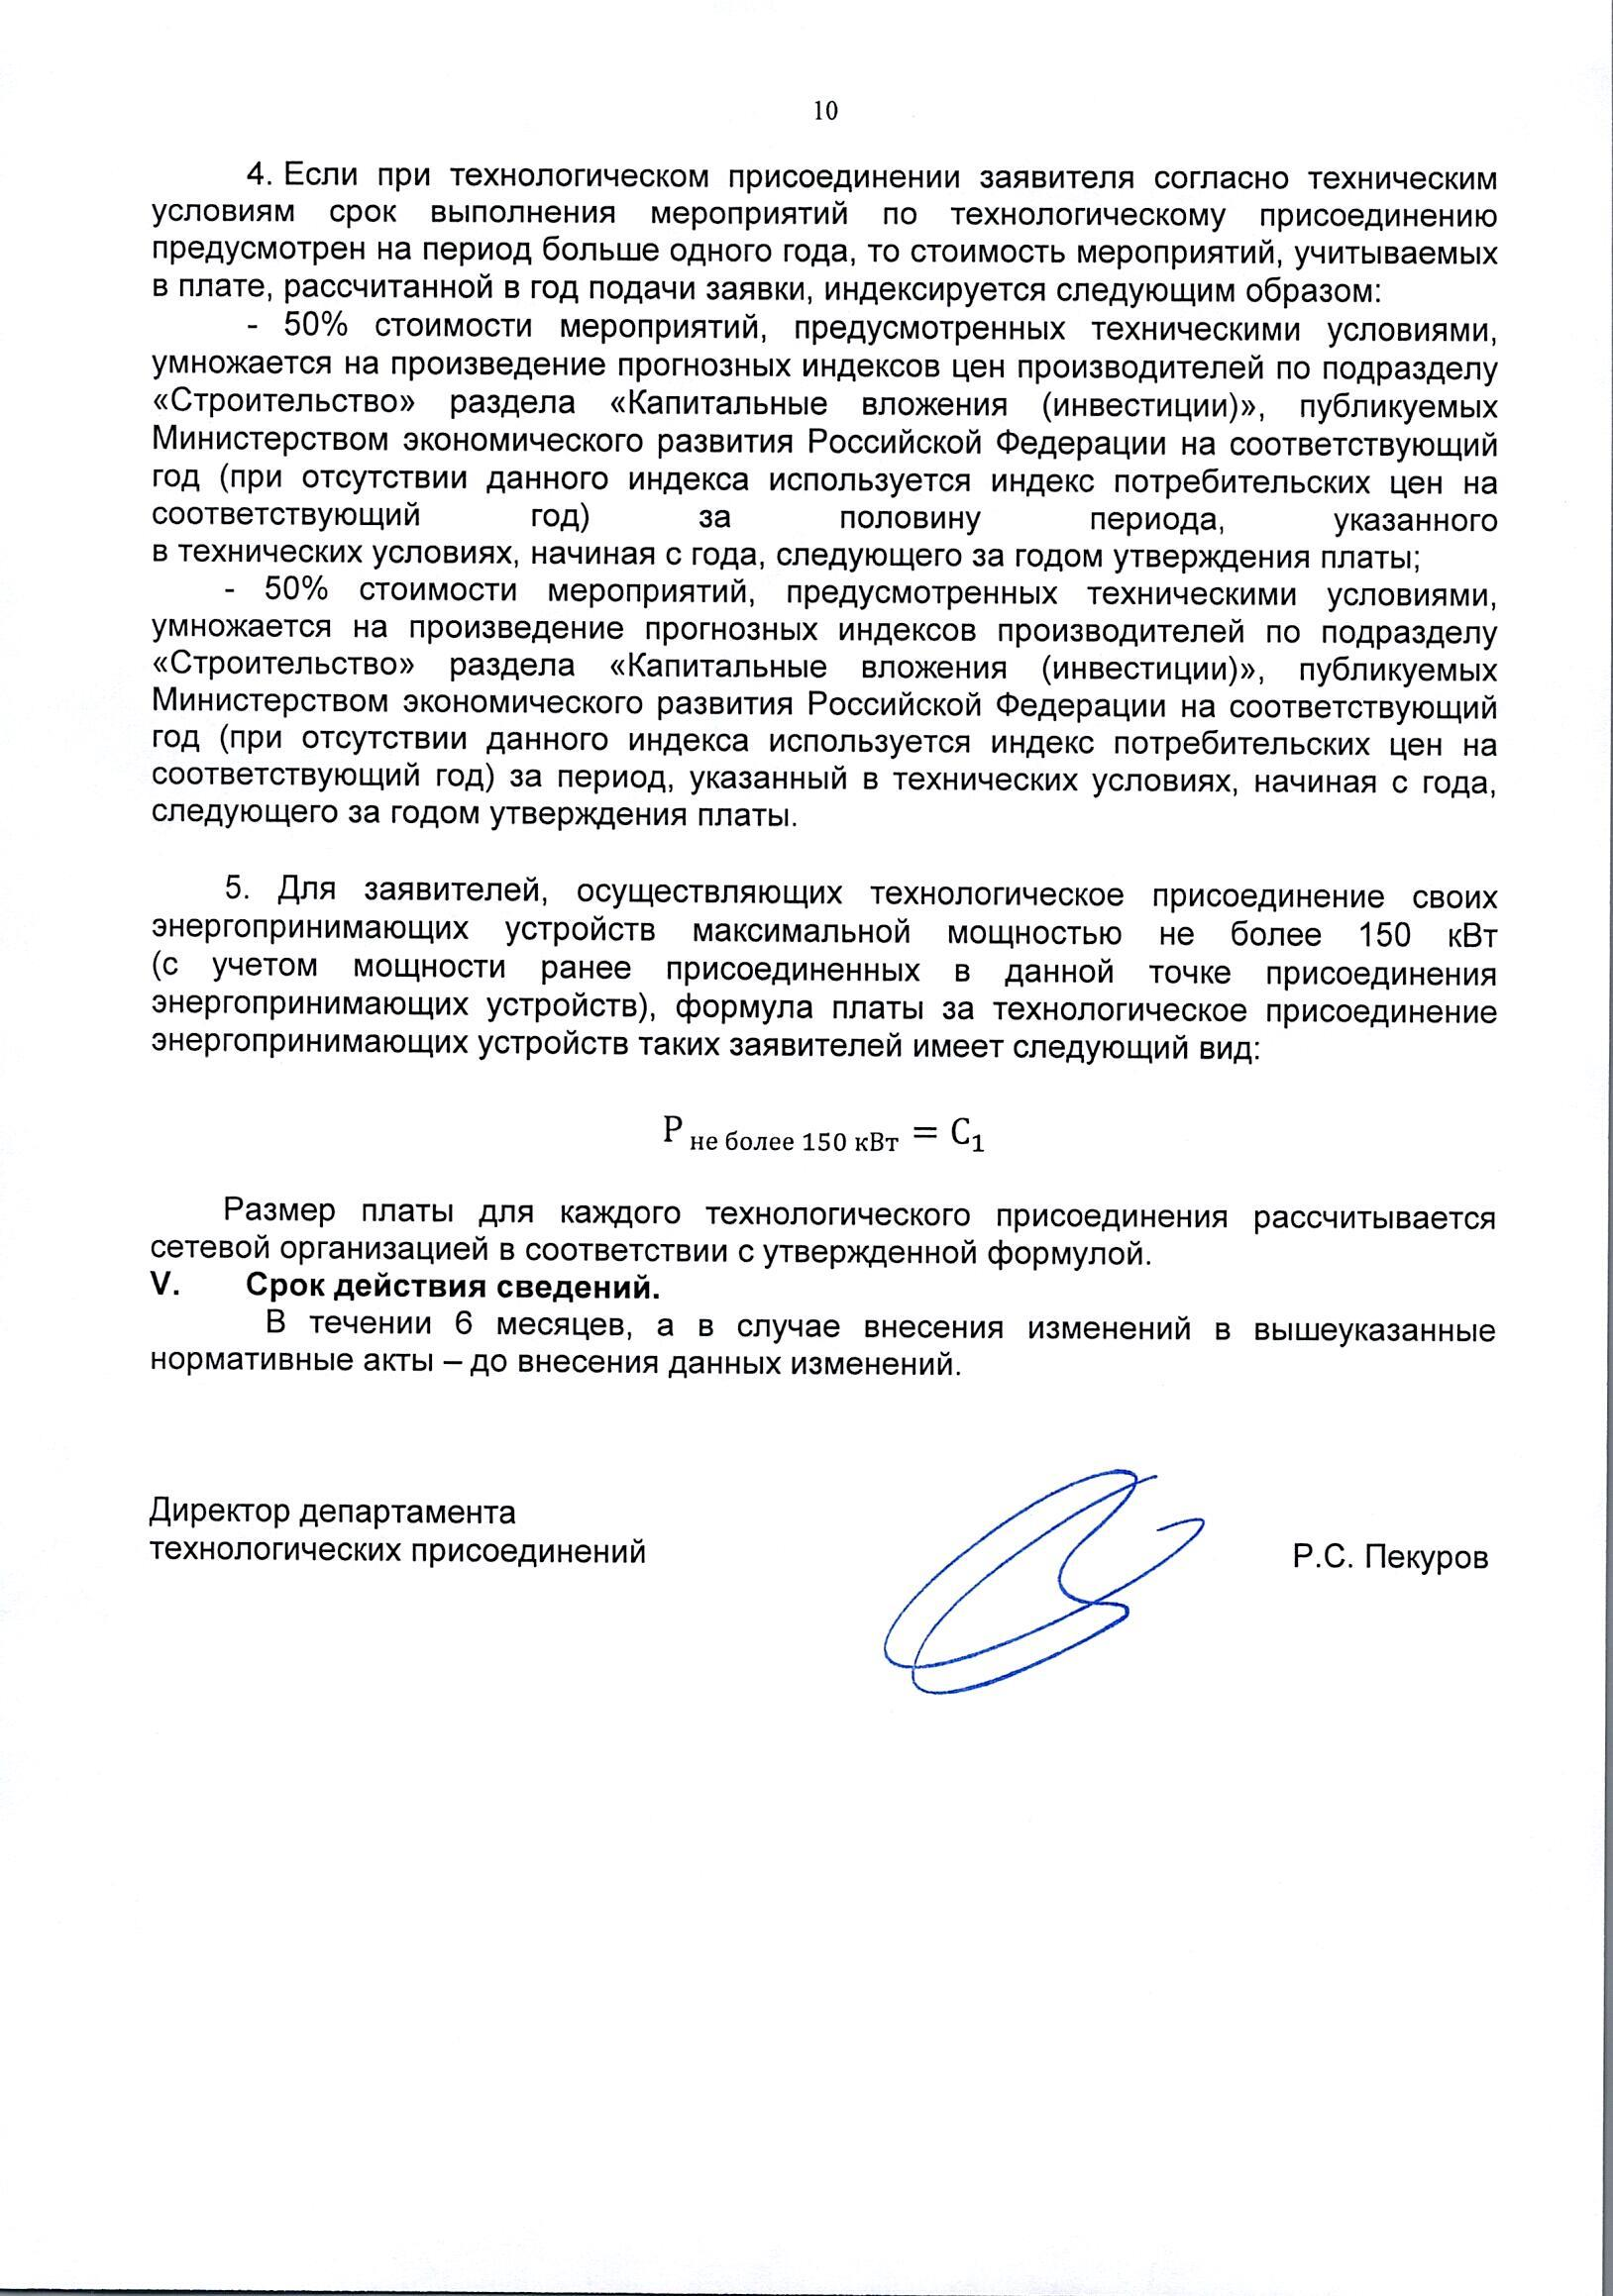 10
4. Если при технологическом присоединении заявителя согласно техническим
условиям срок выполнения мероприятий по технологическому присоединению
предусмотрен на период больше одного года, то стоимость мероприятий, учитываемых
в плате, рассчитанной в год подачи заявки, индексируется следующим образом:
- 50% стоимости мероприятий, предусмотренных техническими условиями,
умножается на произведение прогнозных индексов цен производителей по подразделу
«Строительство» раздела «Капитальные вложения (инвестиции)», публикуемых
Министерством экономического развития Российской Федерации на соответствующий
год (при отсутствии данного индекса используется индекс потребительских цен на
соответствующий год) за половину периода, указанного
в технических условиях, начиная с года, следующего за годом утверждения платы;
- 50% стоимости мероприятий, предусмотренных техническими условиями,
умножается на произведение прогнозных индексов производителей по подразделу
«Строительство» раздела «Капитальные вложения (инвестиции)», публикуемых
Министерством экономического развития Российской Федерации на соответствующий
год (при отсутствии данного индекса используется индекс потребительских цен на
соответствующий год) за период, указанный в технических условиях, начиная с года,
следующего за годом утверждения платы.
5. Для заявителей, осуществляющих технологическое присоединение своих
энергопринимающих устройств максимальной мощностью не более 150 кВт
(с учетом мощности ранее присоединенных в данной точке присоединения
энергопринимающих устройств), формула платы за технологическое присоединение
энергопринимающих устройств таких заявителей имеет следующий вид:
P не более 150 кВт = C₁
Размер платы для каждого технологического присоединения рассчитывается
сетевой организацией в соответствии с утвержденной формулой.
V. Срок действия сведений.
В течении 6 месяцев, а в случае внесения изменений в вышеуказанные
нормативные акты – до внесения данных изменений.
Директор департамента
технологических присоединений Р.С. Пекуров